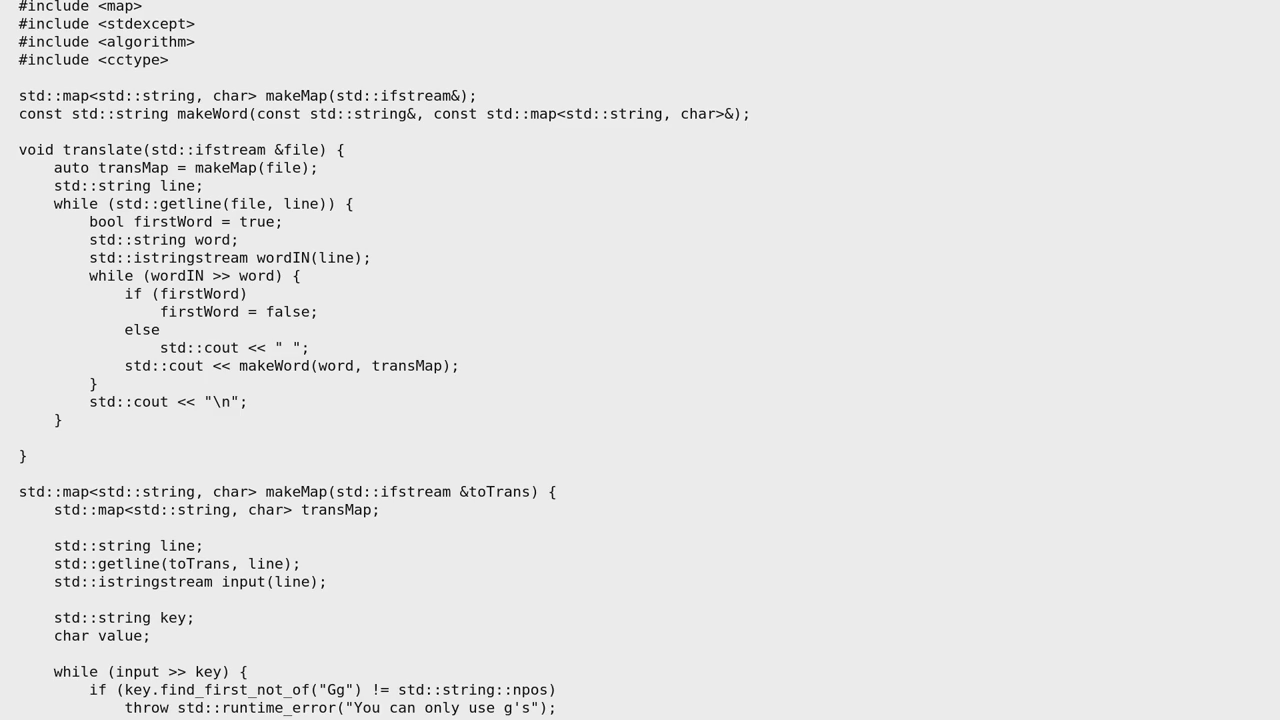 #include <map>
#include <stdexcept>
#include <algorithm>
#include <cctype>

std::map<std::string, char> makeMap(std::ifstream&);
const std::string makeWord(const std::string&, const std::map<std::string, char>&);

void translate(std::ifstream &file) {
    auto transMap = makeMap(file);
    std::string line;
    while (std::getline(file, line)) {
        bool firstWord = true;
        std::string word;
        std::istringstream wordIN(line);
        while (wordIN >> word) {
            if (firstWord)
                firstWord = false;
            else
                std::cout << " ";
            std::cout << makeWord(word, transMap);
        }
        std::cout << "\n";
    }

}

std::map<std::string, char> makeMap(std::ifstream &toTrans) {
    std::map<std::string, char> transMap;

    std::string line;
    std::getline(toTrans, line);
    std::istringstream input(line);

    std::string key;
    char value;

    while (input >> key) {
        if (key.find_first_not_of("Gg") != std::string::npos)
            throw std::runtime_error("You can only use g's");